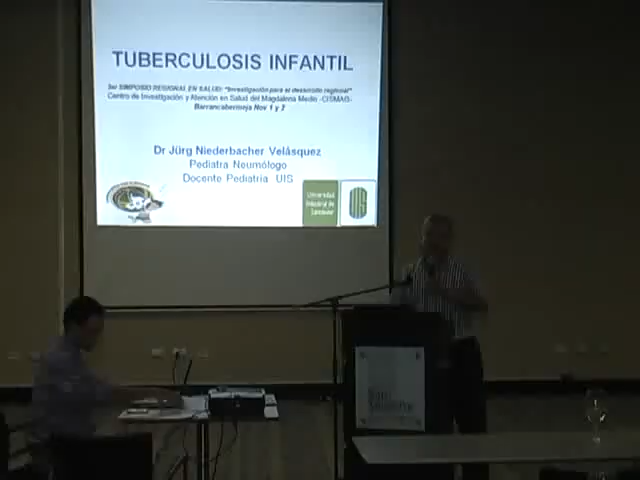 TUBERCULOSIS INFANTIL
3er SIMPOSIO REGIONAL EN SALUD: "Investigación para el desarrollo regional"
Centro de Investigación y Atención en Salud del Magdalena Medio -CISMAG-
Barrancabermeja Nov 1 y 2
Dr Jürg Niederbacher Velásquez
Pediatra Neumólogo
Docente Pediatria UIS
Universidad
Industrial de
Santander